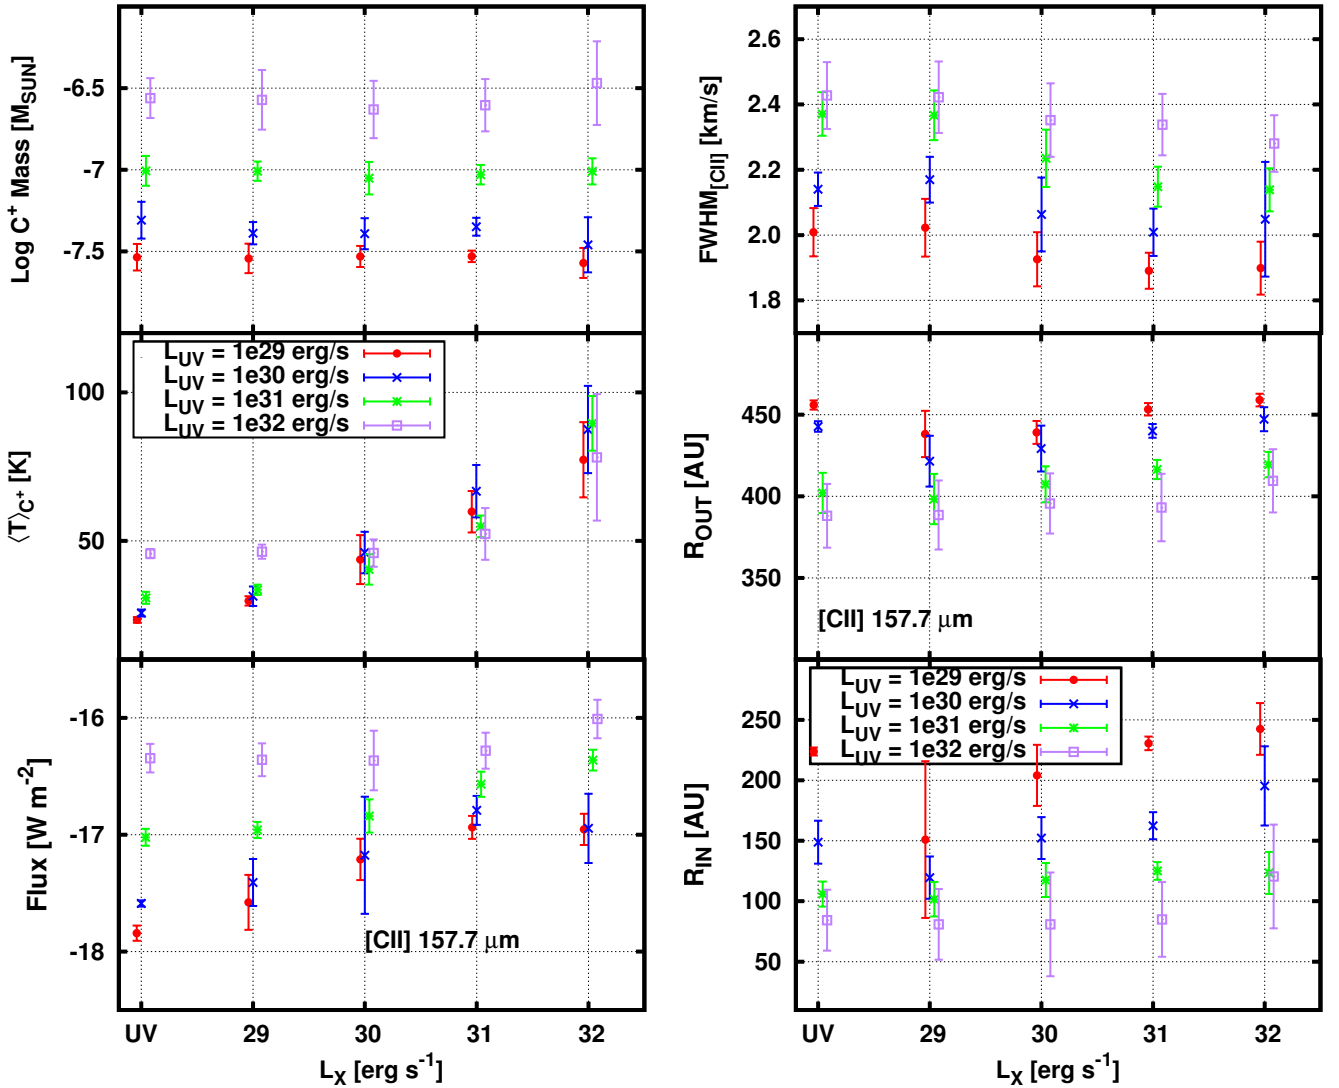 Log C⁺ Mass [M_SUN]
-6.5
-7
-7.5
⟨T⟩_C⁺ [K]
100
50
L_UV = 1e29 erg/s
L_UV = 1e30 erg/s
L_UV = 1e31 erg/s
L_UV = 1e32 erg/s
Flux [W m⁻²]
-16
-17
-18
[CII] 157.7 μm
UV 29 30 31 32
L_X [erg s⁻¹]
FWHM_[CII] [km/s]
2.6
2.4
2.2
2.0
1.8
R_OUT [AU]
450
400
350
[CII] 157.7 μm
R_IN [AU]
250
200
150
100
50
L_UV = 1e29 erg/s
L_UV = 1e30 erg/s
L_UV = 1e31 erg/s
L_UV = 1e32 erg/s
UV 29 30 31 32
L_X [erg s⁻¹]